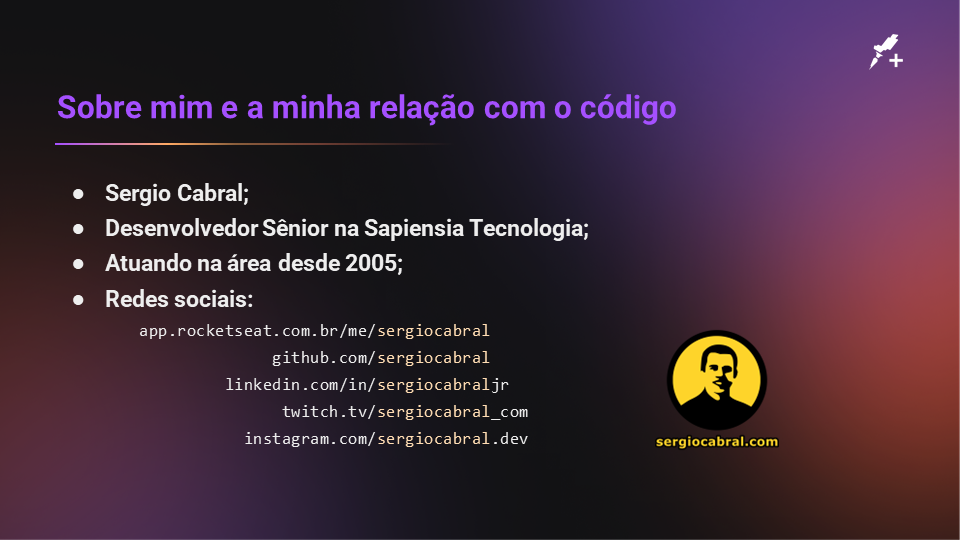 Sobre mim e a minha relação com o código
● Sergio Cabral;
● Desenvolvedor Sênior na Sapiensia Tecnologia;
● Atuando na área desde 2005;
● Redes sociais:
app.rocketseat.com.br/me/sergiocabral
github.com/sergiocabral
linkedin.com/in/sergiocabraljr
twitch.tv/sergiocabral_com
instagram.com/sergiocabral.dev
sergiocabral.com